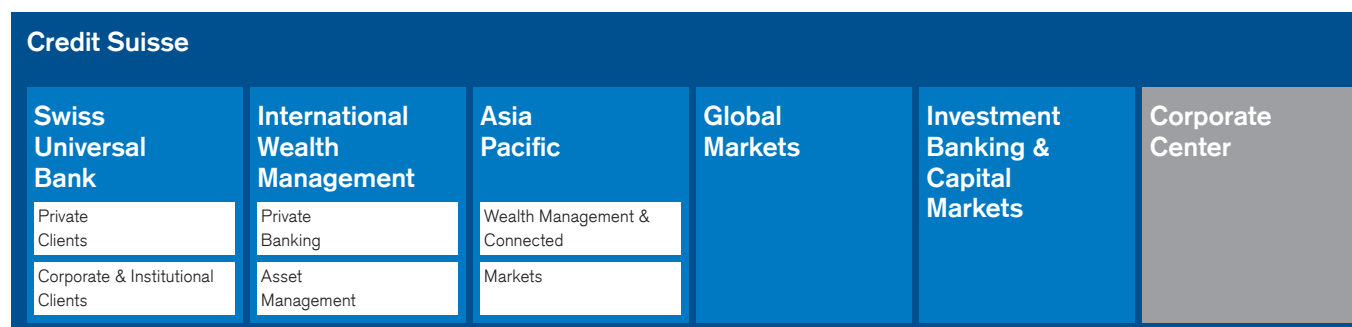 Credit Suisse
Swiss
Universal
Bank
Private
Clients
Corporate & Institutional
Clients
International
Wealth
Management
Private
Banking
Asset
Management
Asia
Pacific
Wealth Management &
Connected
Markets
Global
Markets
Investment
Banking &
Capital
Markets
Corporate
Center